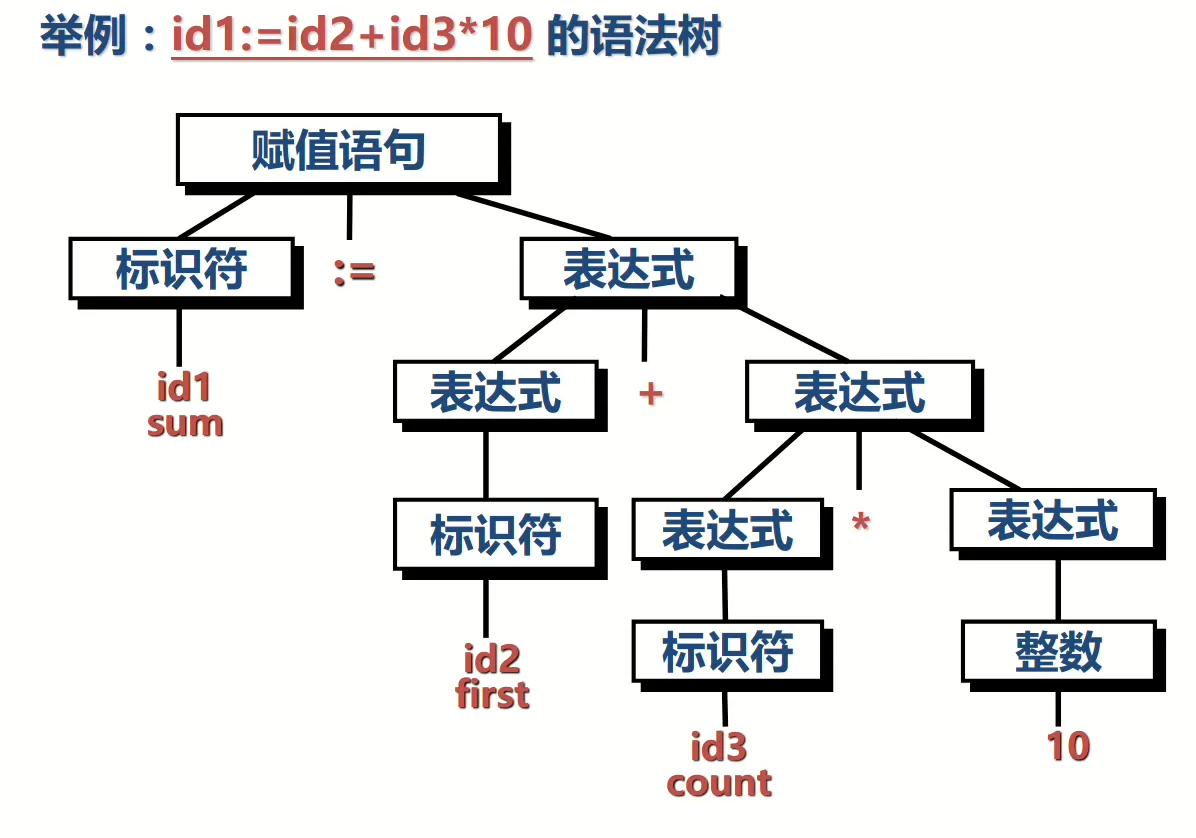 举例：id1:=id2+id3*10 的语法树
赋值语句
标识符 := 表达式
id1
sum
表达式 + 表达式
标识符
id2
first
表达式 * 表达式
标识符 整数
id3
count
10